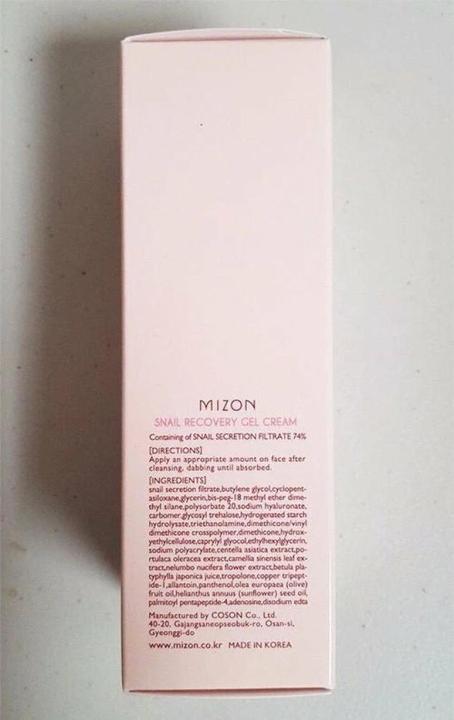 MIZON
SNAIL RECOVERY GEL CREAM
Containing of SNAIL SECRETION FILTRATE 74%
[DIRECTIONS]
Apply an appropriate amount on face after
cleansing, dabbing until absorbed.
[INGREDIENTS]
snail secretion filtrate,butylene glycol,cyclopent-
asiloxane,glycerin,bis-peg-18 methyl ether dime-
thyl silane,polysorbate 20,sodium hyaluronate,
carbomer,glycosyl trehalose,hydrogenated starch
hydrolysate,triethanolamine,dimethicone/vinyl
dimethicone crosspolymer,dimethicone,hydrox-
yethylcellulose,caprylyl glycol,ethylhexylglycerin,
sodium polyacrylate,centella asiatica extract,por-
tulaca oleracea extract,camellia sinensis leaf ex-
tract,nelumbo nucifera flower extract,betula pla-
typhylla japonica juice,tropolone,copper tripept-
ide-1,allantoin,panthenol,olea europaea (olive)
fruit oil,helianthus annuus (sunflower) seed oil,
palmitoyl pentapeptide-4,adenosine,disodium edta
Manufactured by COSON Co., Ltd.
40-20, Gajangsaneopseobuk-ro, Osan-si,
Gyeonggi-do
www.mizon.co.kr MADE IN KOREA